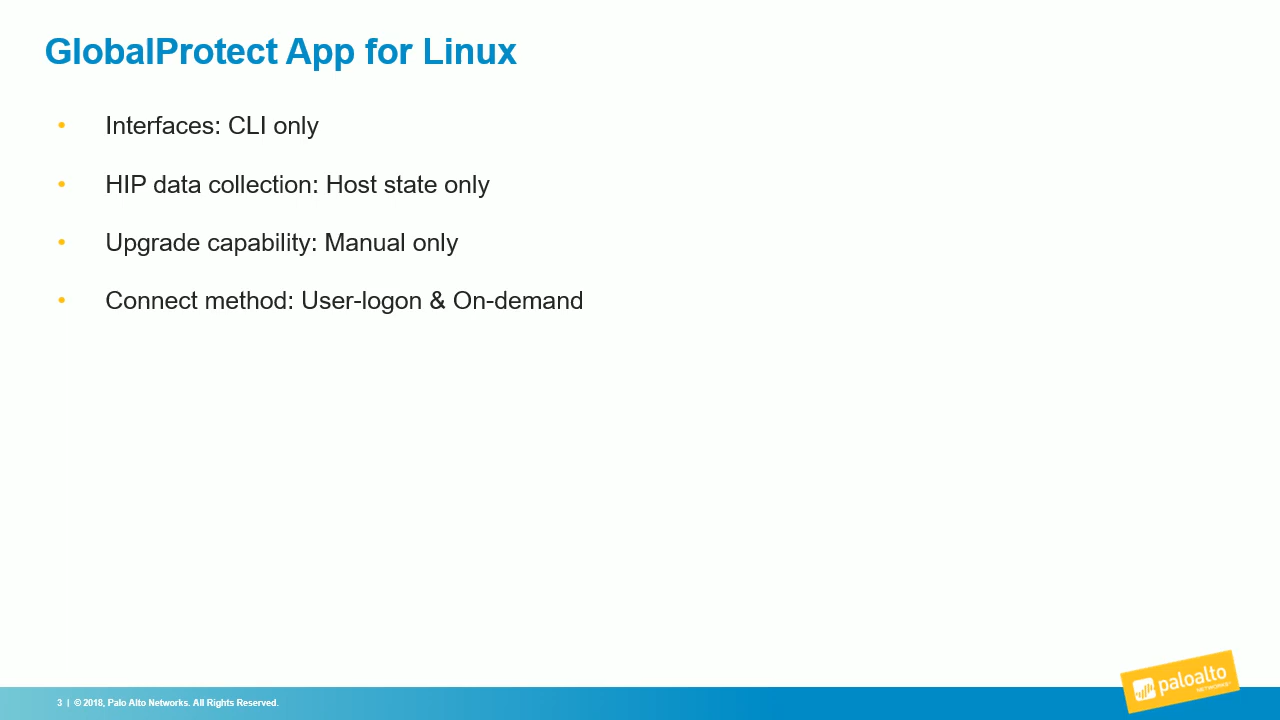 GlobalProtect App for Linux
• Interfaces: CLI only
• HIP data collection: Host state only
• Upgrade capability: Manual only
• Connect method: User-logon & On-demand
3 | © 2018, Palo Alto Networks. All Rights Reserved.
paloalto
NETWORKS